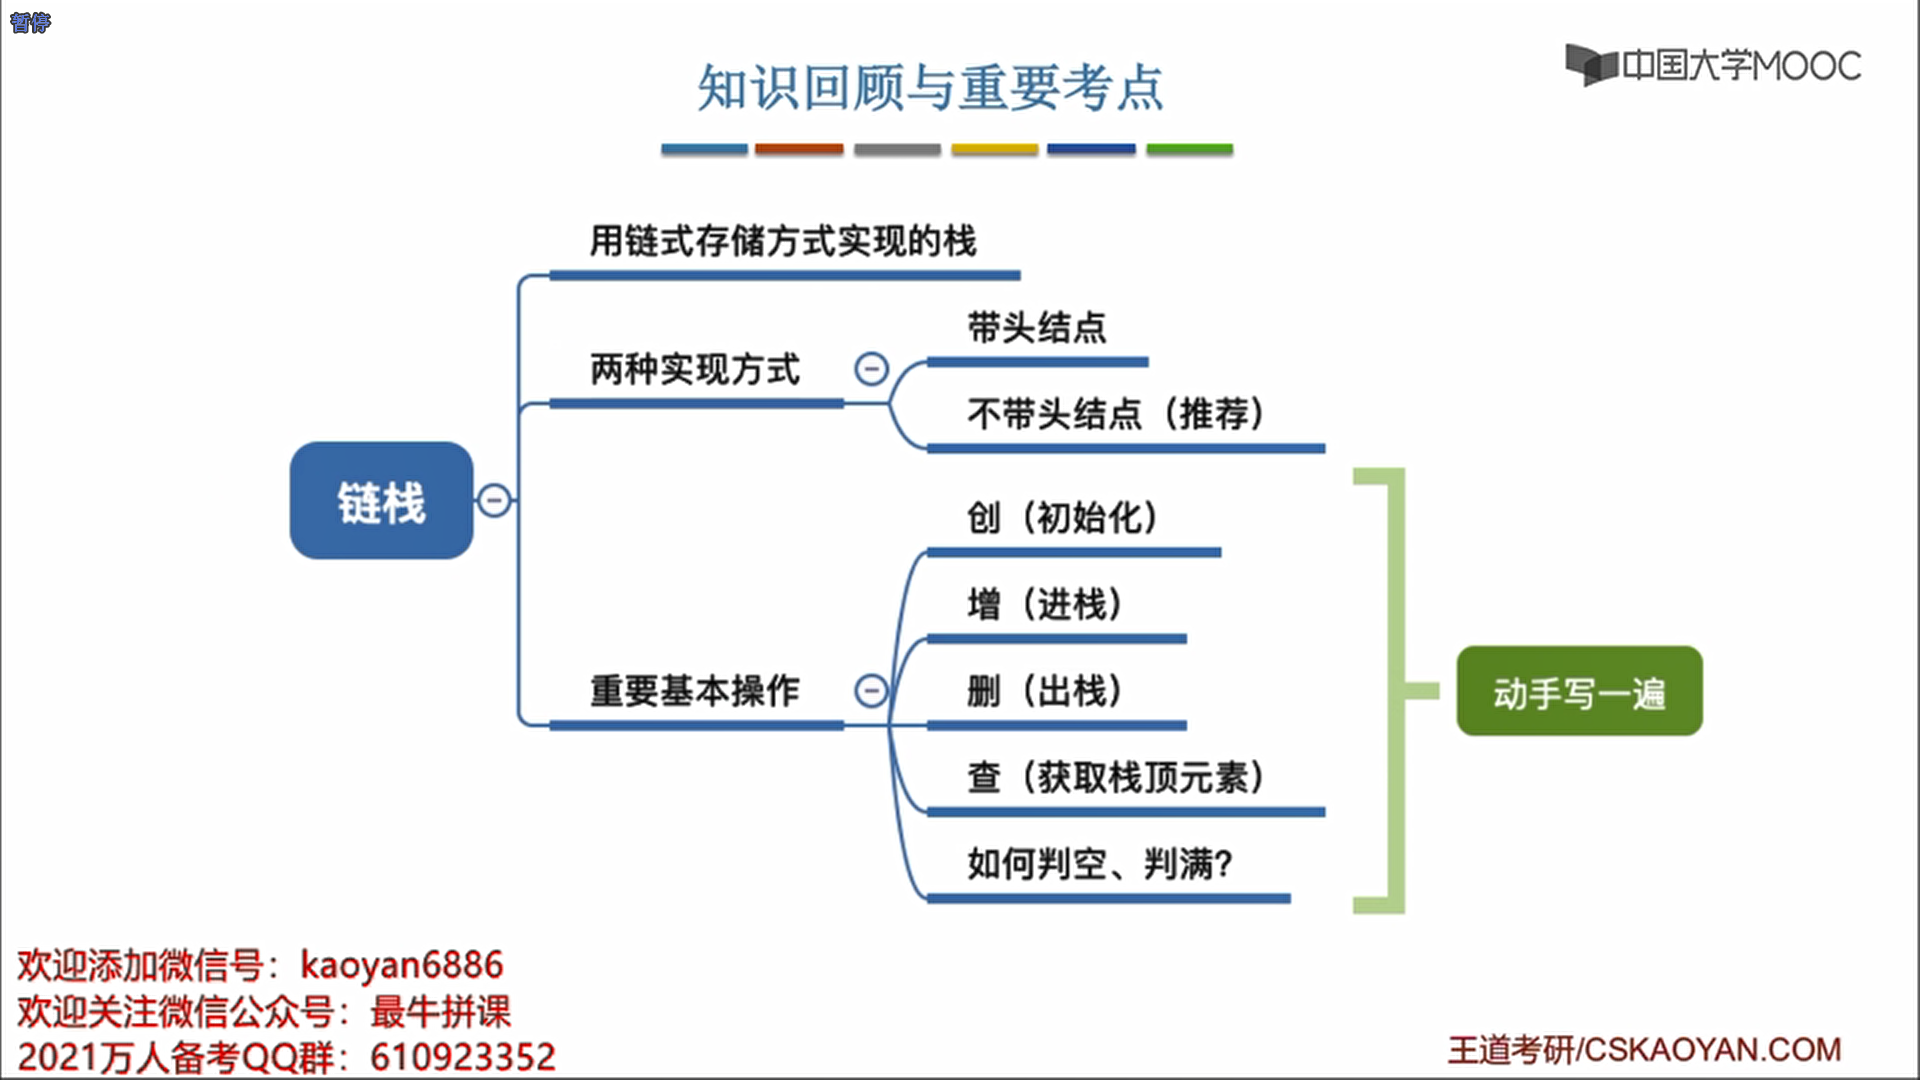 暂停
中国大学MOOC
知识回顾与重要考点
用链式存储方式实现的栈
带头结点
两种实现方式
不带头结点（推荐）
链栈
创（初始化）
增（进栈）
重要基本操作
删（出栈）
动手写一遍
查（获取栈顶元素）
如何判空、判满？
欢迎添加微信号：kaoyan6886
欢迎关注微信公众号：最牛拼课
2021万人备考QQ群：610923352
王道考研/CSKAOYAN.COM